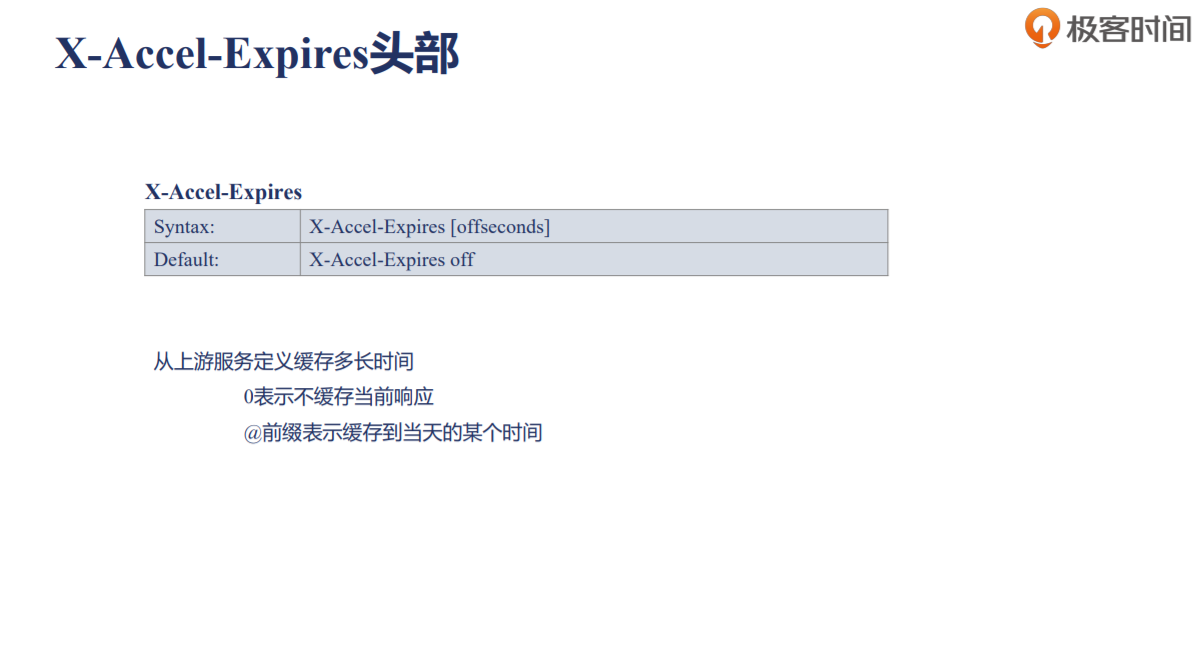 极客时间
X-Accel-Expires头部
X-Accel-Expires
Syntax: X-Accel-Expires [offseconds]
Default: X-Accel-Expires off
从上游服务定义缓存多长时间
0表示不缓存当前响应
@前缀表示缓存到当天的某个时间